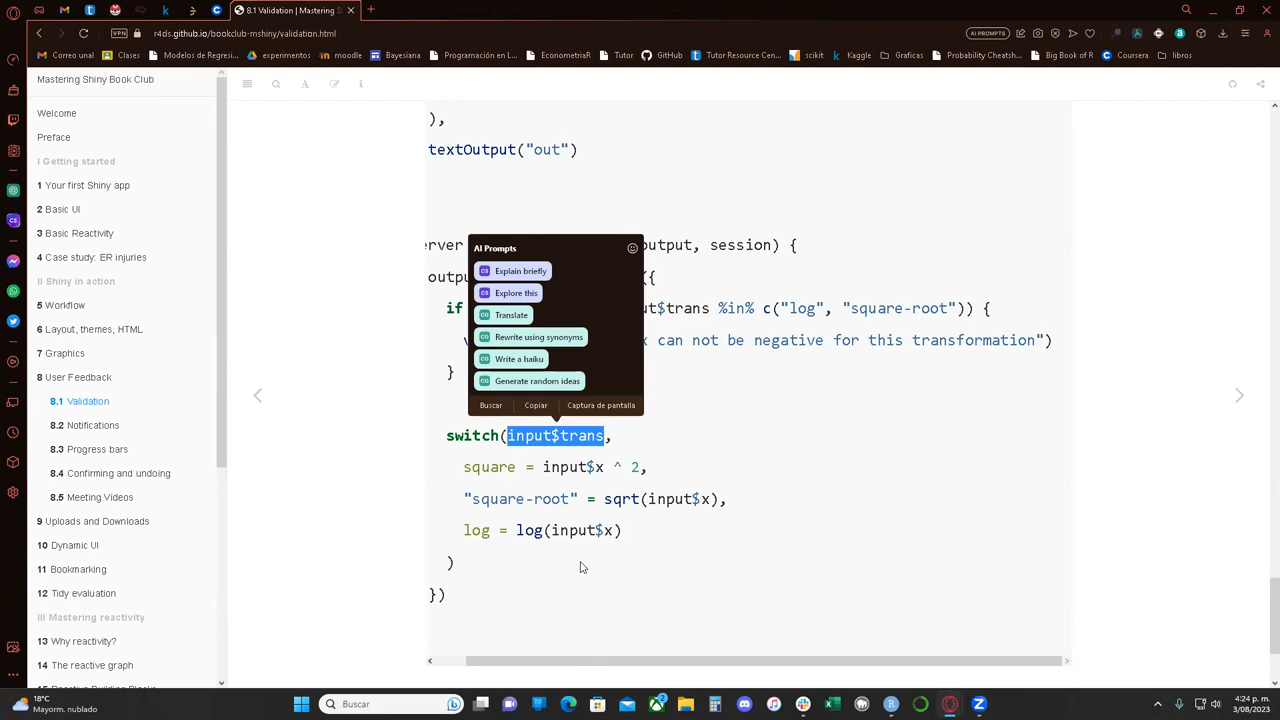 8.1 Validation | Mastering S
r4ds.github.io/bookclub-mshiny/validation.html
VPN
AI PROMPTS
Correo unal
Clases
Modelos de Regresi...
Bayes
experimentos
in moodle
Bayesiana
Programación en L...
EconometriaR
Tutor
GitHub
Tutor Resource Cen...
scikit
Kaggle
Graficas
Probability Cheatsh...
Big Book of R
Coursera
libros
Mastering Shiny Book Club
Welcome
Preface
I Getting started
1 Your first Shiny app
2 Basic UI
3 Basic Reactivity
4 Case study: ER injuries
II Shiny in action
5 Workflow
6 Layout, themes, HTML
7 Graphics
8 User Feedback
8.1 Validation
8.2 Notifications
8.3 Progress bars
8.4 Confirming and undoing
8.5 Meeting Videos
9 Uploads and Downloads
10 Dynamic UI
11 Bookmarking
12 Tidy evaluation
III Mastering reactivity
13 Why reactivity?
14 The reactive graph
),
textOutput("out")
erver
output, session) {
outp
({
if
ut$trans %in% c("log", "square-root")) {
x can not be negative for this transformation")
}
AI Prompts
Explain briefly
Explore this
Translate
Rewrite using synonyms
Write a haiku
Generate random ideas
Buscar
Copiar
Captura de pantalla
switch(input$trans,
square = input$x ^ 2,
"square-root" = sqrt(input$x),
log = log(input$x)
)
})
18°C
Mayorm. nublado
Buscar
4:24 p. m.
3/08/2023